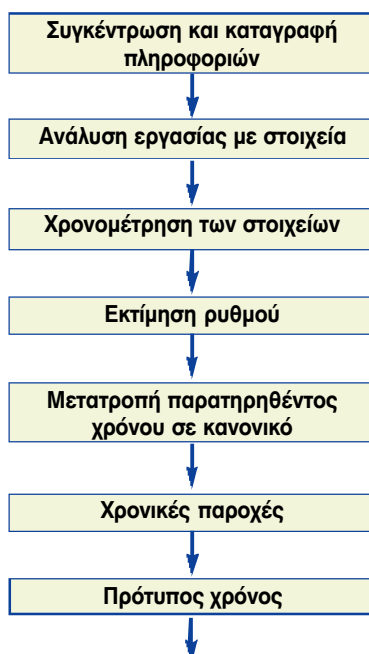 Συγκέντρωση και καταγραφή
πληροφοριών
Ανάλυση εργασίας με στοιχεία
Χρονομέτρηση των στοιχείων
Εκτίμηση ρυθμού
Μετατροπή παρατηρηθέντος
χρόνου σε κανονικό
Χρονικές παροχές
Πρότυπος χρόνος